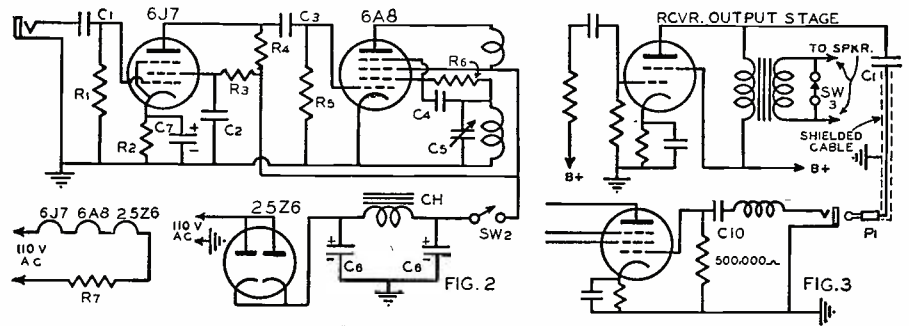 C1
6J7
C3
6A8
R4
R6
R1
R3
R5
C4
C7
+
-
C2
R2
C5
6J7 6A8 25Z6
110 V
AC
R7
25Z6
110 V
AC
CH
+
-
C6
+
-
C6
SW2
FIG. 2
RCVR. OUTPUT STAGE
TO SPKR.
C1
SW
3
SHIELDED
CABLE
B+
B+
C10
P1
500,000Ω
FIG.3